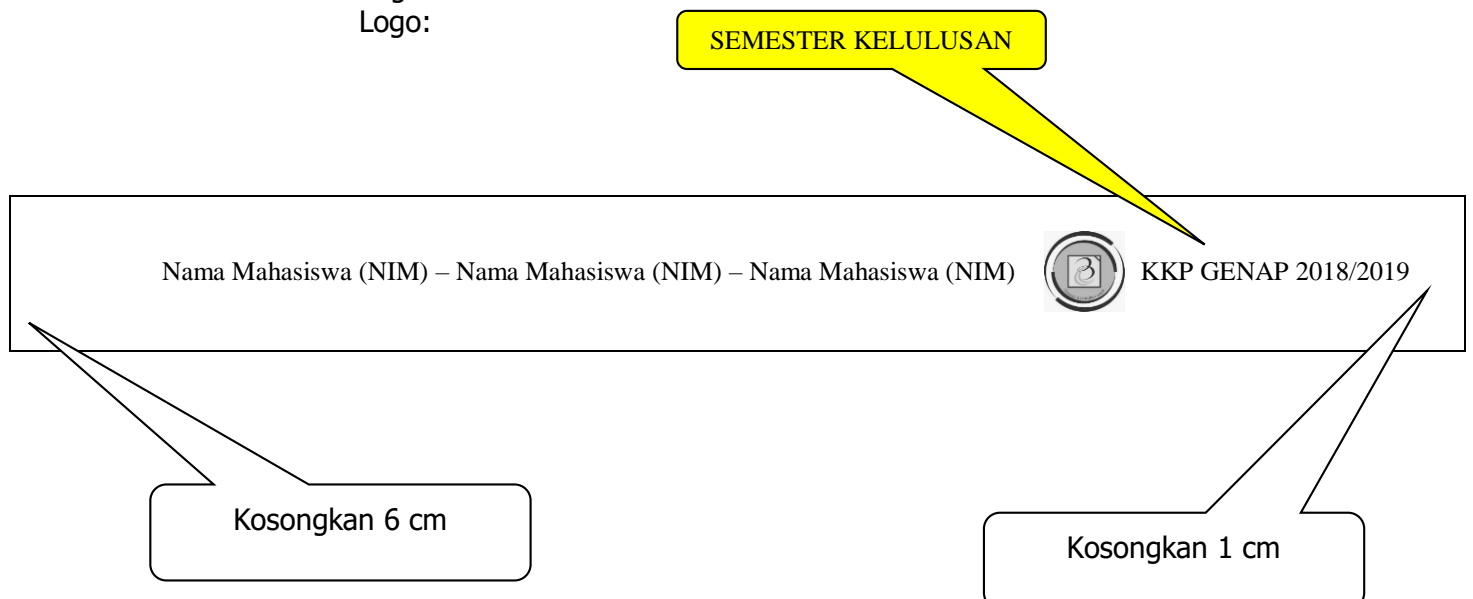 Logo:
SEMESTER KELULUSAN
Nama Mahasiswa (NIM) – Nama Mahasiswa (NIM) – Nama Mahasiswa (NIM) KKP GENAP 2018/2019
Kosongkan 6 cm
Kosongkan 1 cm